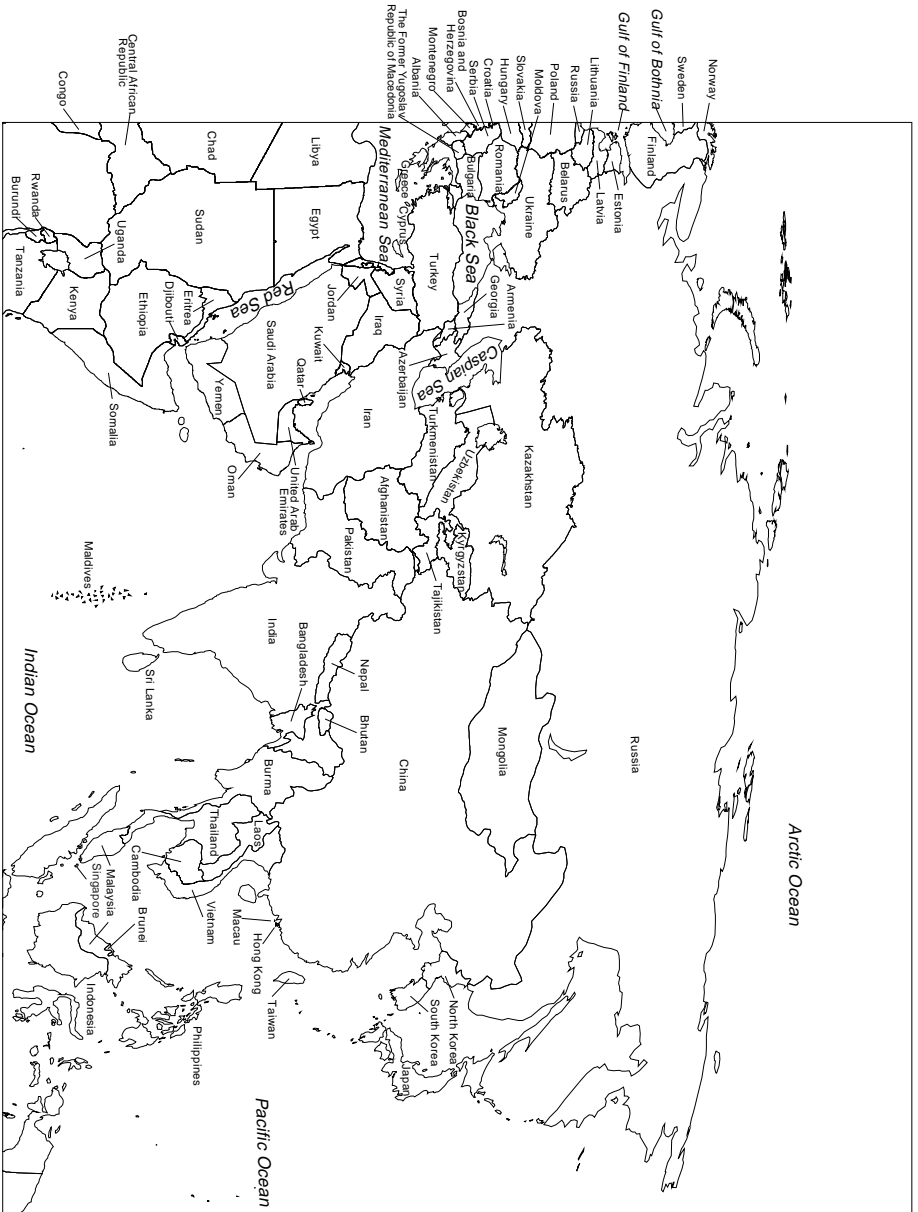 Arctic Ocean
Norway
Sweden
Gulf of Bothnia
Finland
Gulf of Finland
Estonia
Latvia
Lithuania
Russia
Poland
Belarus
Moldova
Ukraine
Slovakia
Hungary
Romania
Croatia
Serbia
Bosnia and
Herzegovina
Bulgaria
Montenegro
Albania
The Former Yugoslav
Republic of Macedonia
Greece
Cyprus
Mediterranean Sea
Black Sea
Georgia
Armenia
Azerbaijan
Caspian Sea
Turkey
Syria
Jordan
Iraq
Kuwait
Iran
Qatar
Saudi Arabia
Red Sea
Yemen
Oman
United Arab
Emirates
Russia
Kazakhstan
Uzbekistan
Turkmenistan
Kyrgyzstan
Tajikistan
Afghanistan
Pakistan
Mongolia
China
Nepal
Bhutan
India
Bangladesh
Sri Lanka
Maldives
Burma
Laos
Thailand
Cambodia
Vietnam
Malaysia
Singapore
Brunei
Indonesia
Philippines
Macau
Hong Kong
Taiwan
North Korea
South Korea
Japan
Pacific Ocean
Indian Ocean
Libya
Egypt
Chad
Sudan
Central African
Republic
Congo
Eritrea
Djibouti
Ethiopia
Somalia
Uganda
Kenya
Rwanda
Burundi
Tanzania